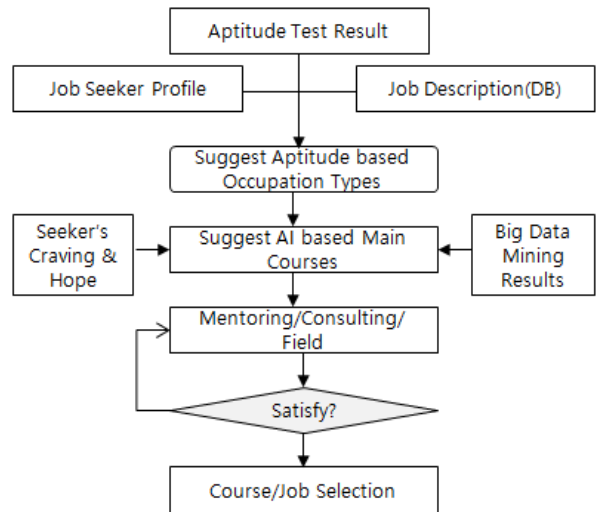 Aptitude Test Result
Job Seeker Profile
Job Description(DB)
Suggest Aptitude based
Occupation Types
Seeker's
Craving &
Hope
Suggest AI based Main
Courses
Big Data
Mining
Results
Mentoring/Consulting/
Field
Satisfy?
Course/Job Selection